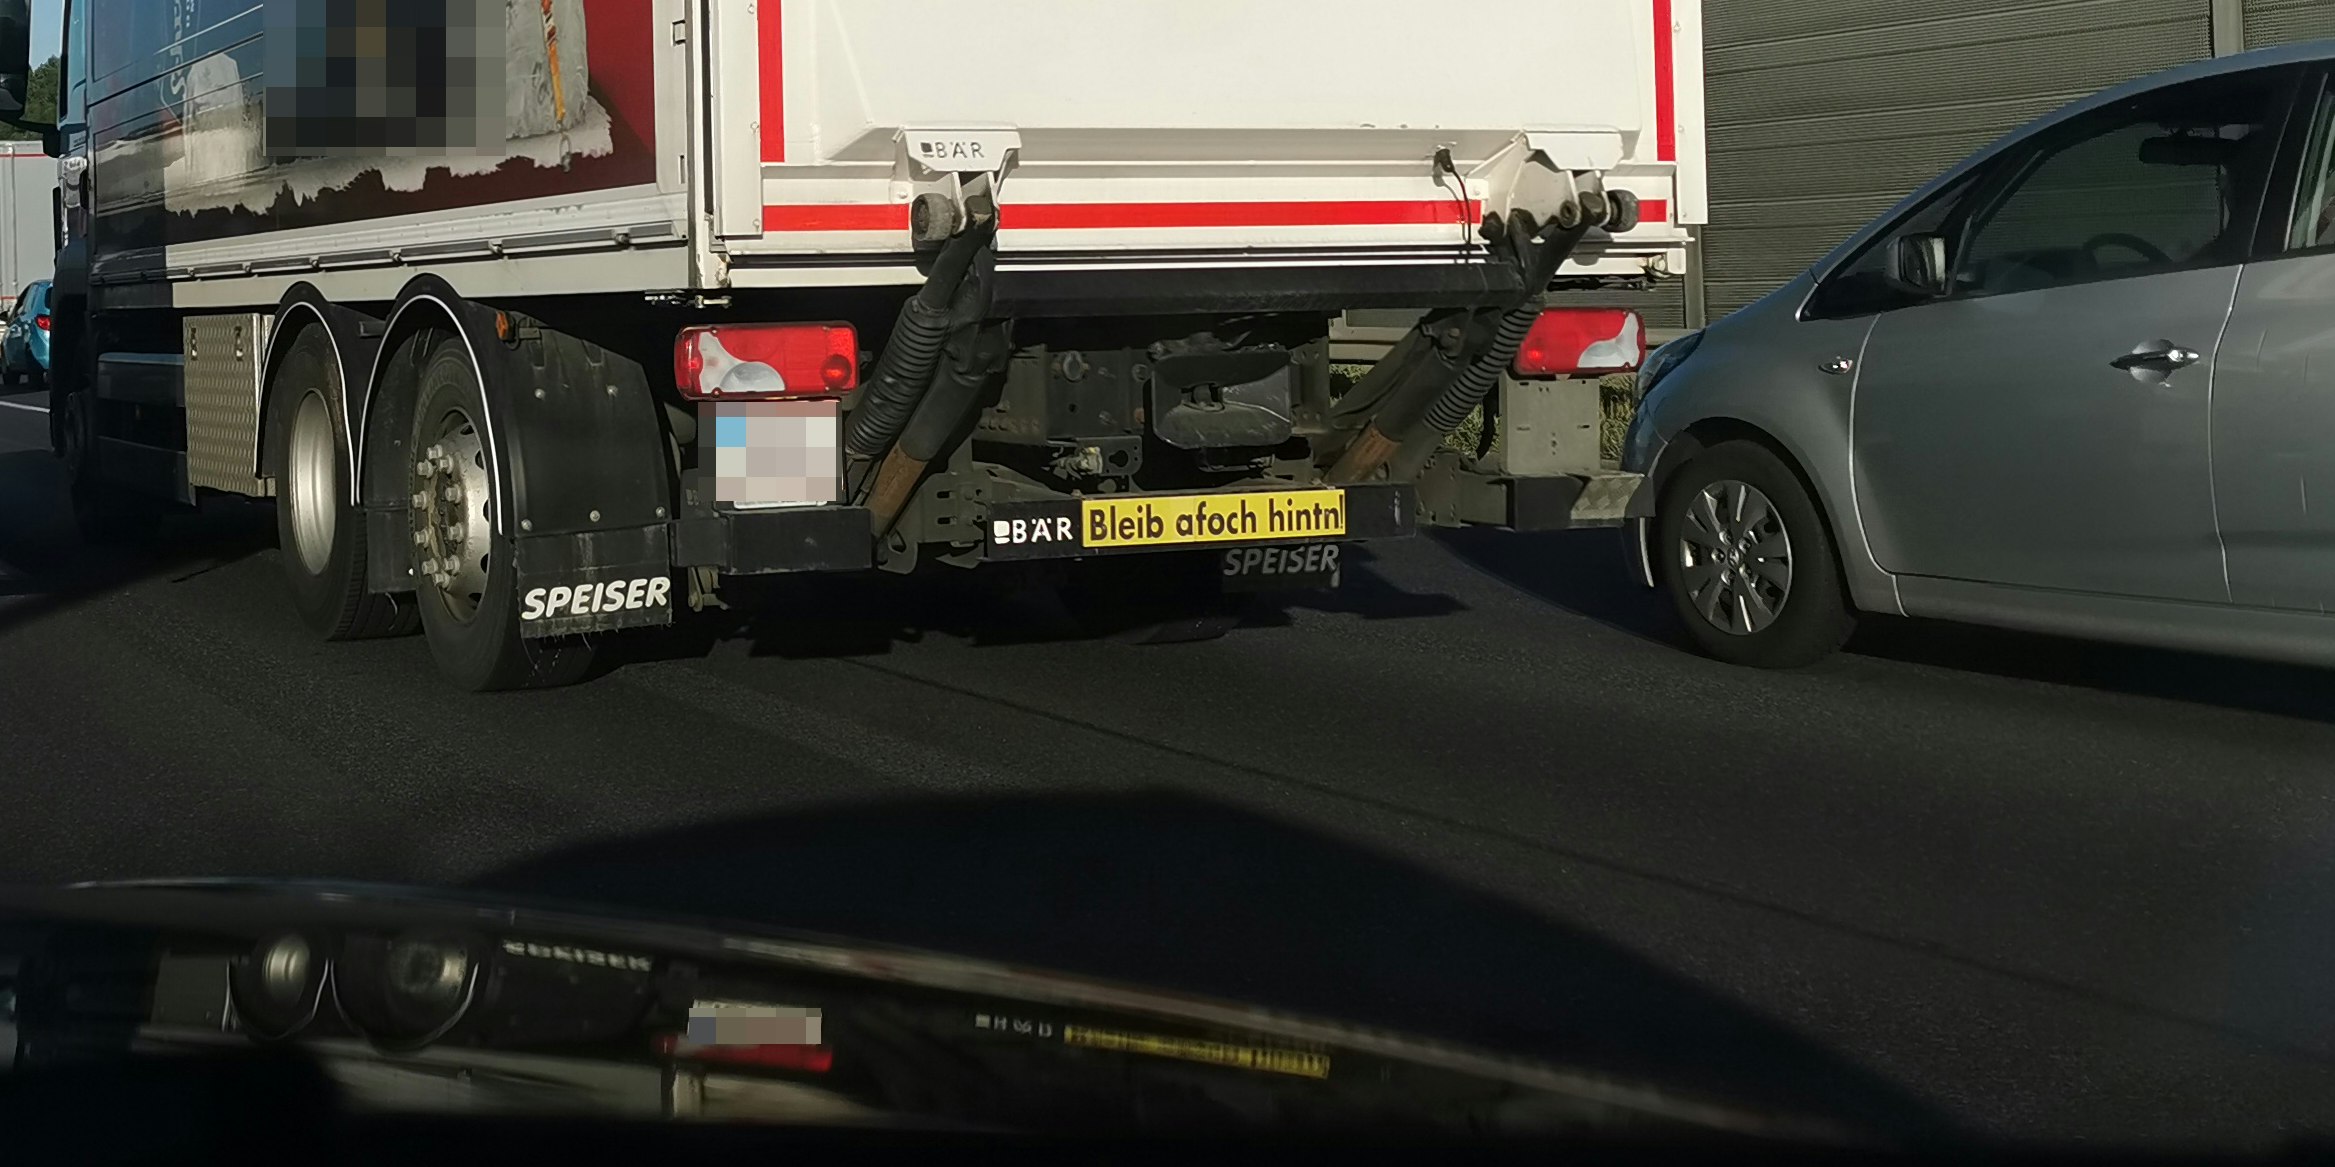 BÄR
BÄR
Bleib afoch hintn!
SPEISER
SPEISER